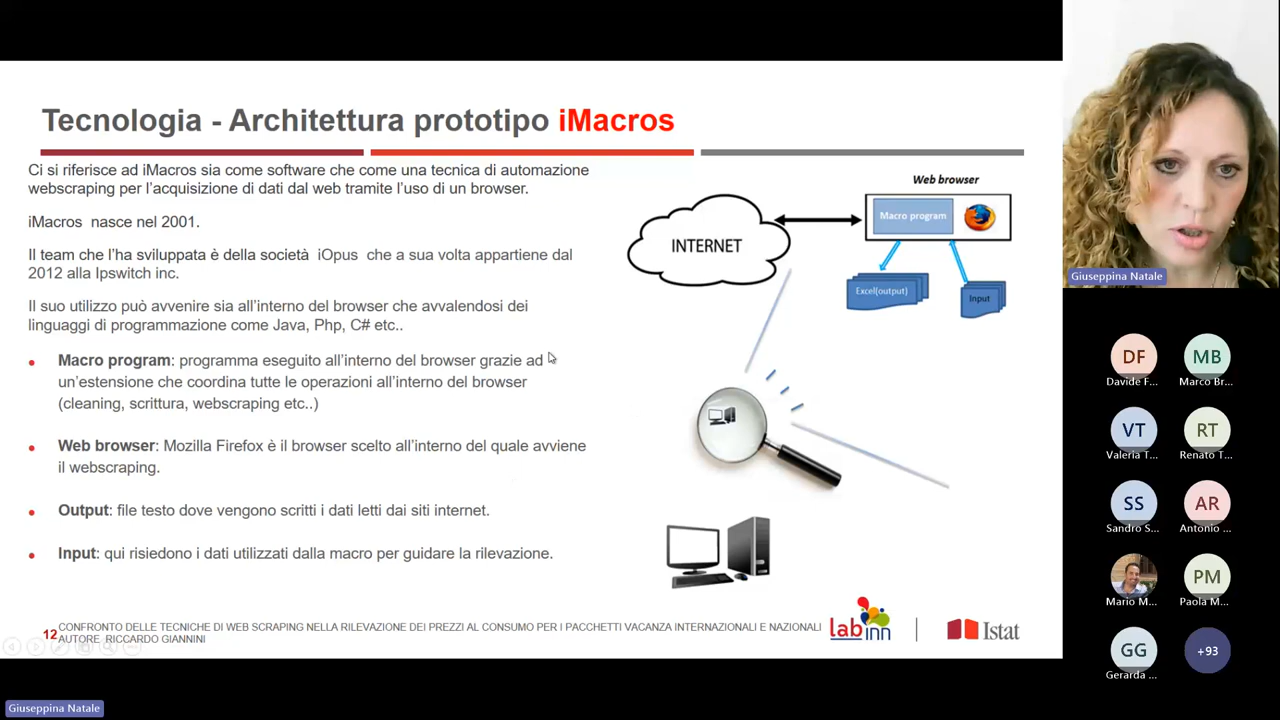 Tecnologia - Architettura prototipo iMacros
Ci si riferisce ad iMacros sia come software che come una tecnica di automazione
webscraping per l'acquisizione di dati dal web tramite l'uso di un browser.
iMacros nasce nel 2001.
Il team che l'ha sviluppata è della società iOpus che a sua volta appartiene dal
2012 alla Ipswitch inc.
Il suo utilizzo può avvenire sia all'interno del browser che avvalendosi dei
linguaggi di programmazione come Java, Php, C# etc..
Macro program: programma eseguito all'interno del browser grazie ad
un'estensione che coordina tutte le operazioni all'interno del browser
(cleaning, scrittura, webscraping etc..)
Web browser: Mozilla Firefox è il browser scelto all'interno del quale avviene
il webscraping.
Output: file testo dove vengono scritti i dati letti dai siti internet.
Input: qui risiedono i dati utilizzati dalla macro per guidare la rilevazione.
Web browser
Macro program
INTERNET
Excel(output)
Input
12
CONFRONTO DELLE TECNICHE DI WEB SCRAPING NELLA RILEVAZIONE DEI PREZZI AL CONSUMO PER I PACCHETTI VACANZA INTERNAZIONALI E NAZIONALI
AUTORE RICCARDO GIANNINI
lab inn
Istat
Giuseppina Natale
DF
Davide F...
MB
Marco Br...
VT
Valeria T...
RT
Renato T...
SS
Sandro S...
AR
Antonio ...
Mario M...
PM
Paola M...
GG
Gerarda ...
+93
Giuseppina Natale